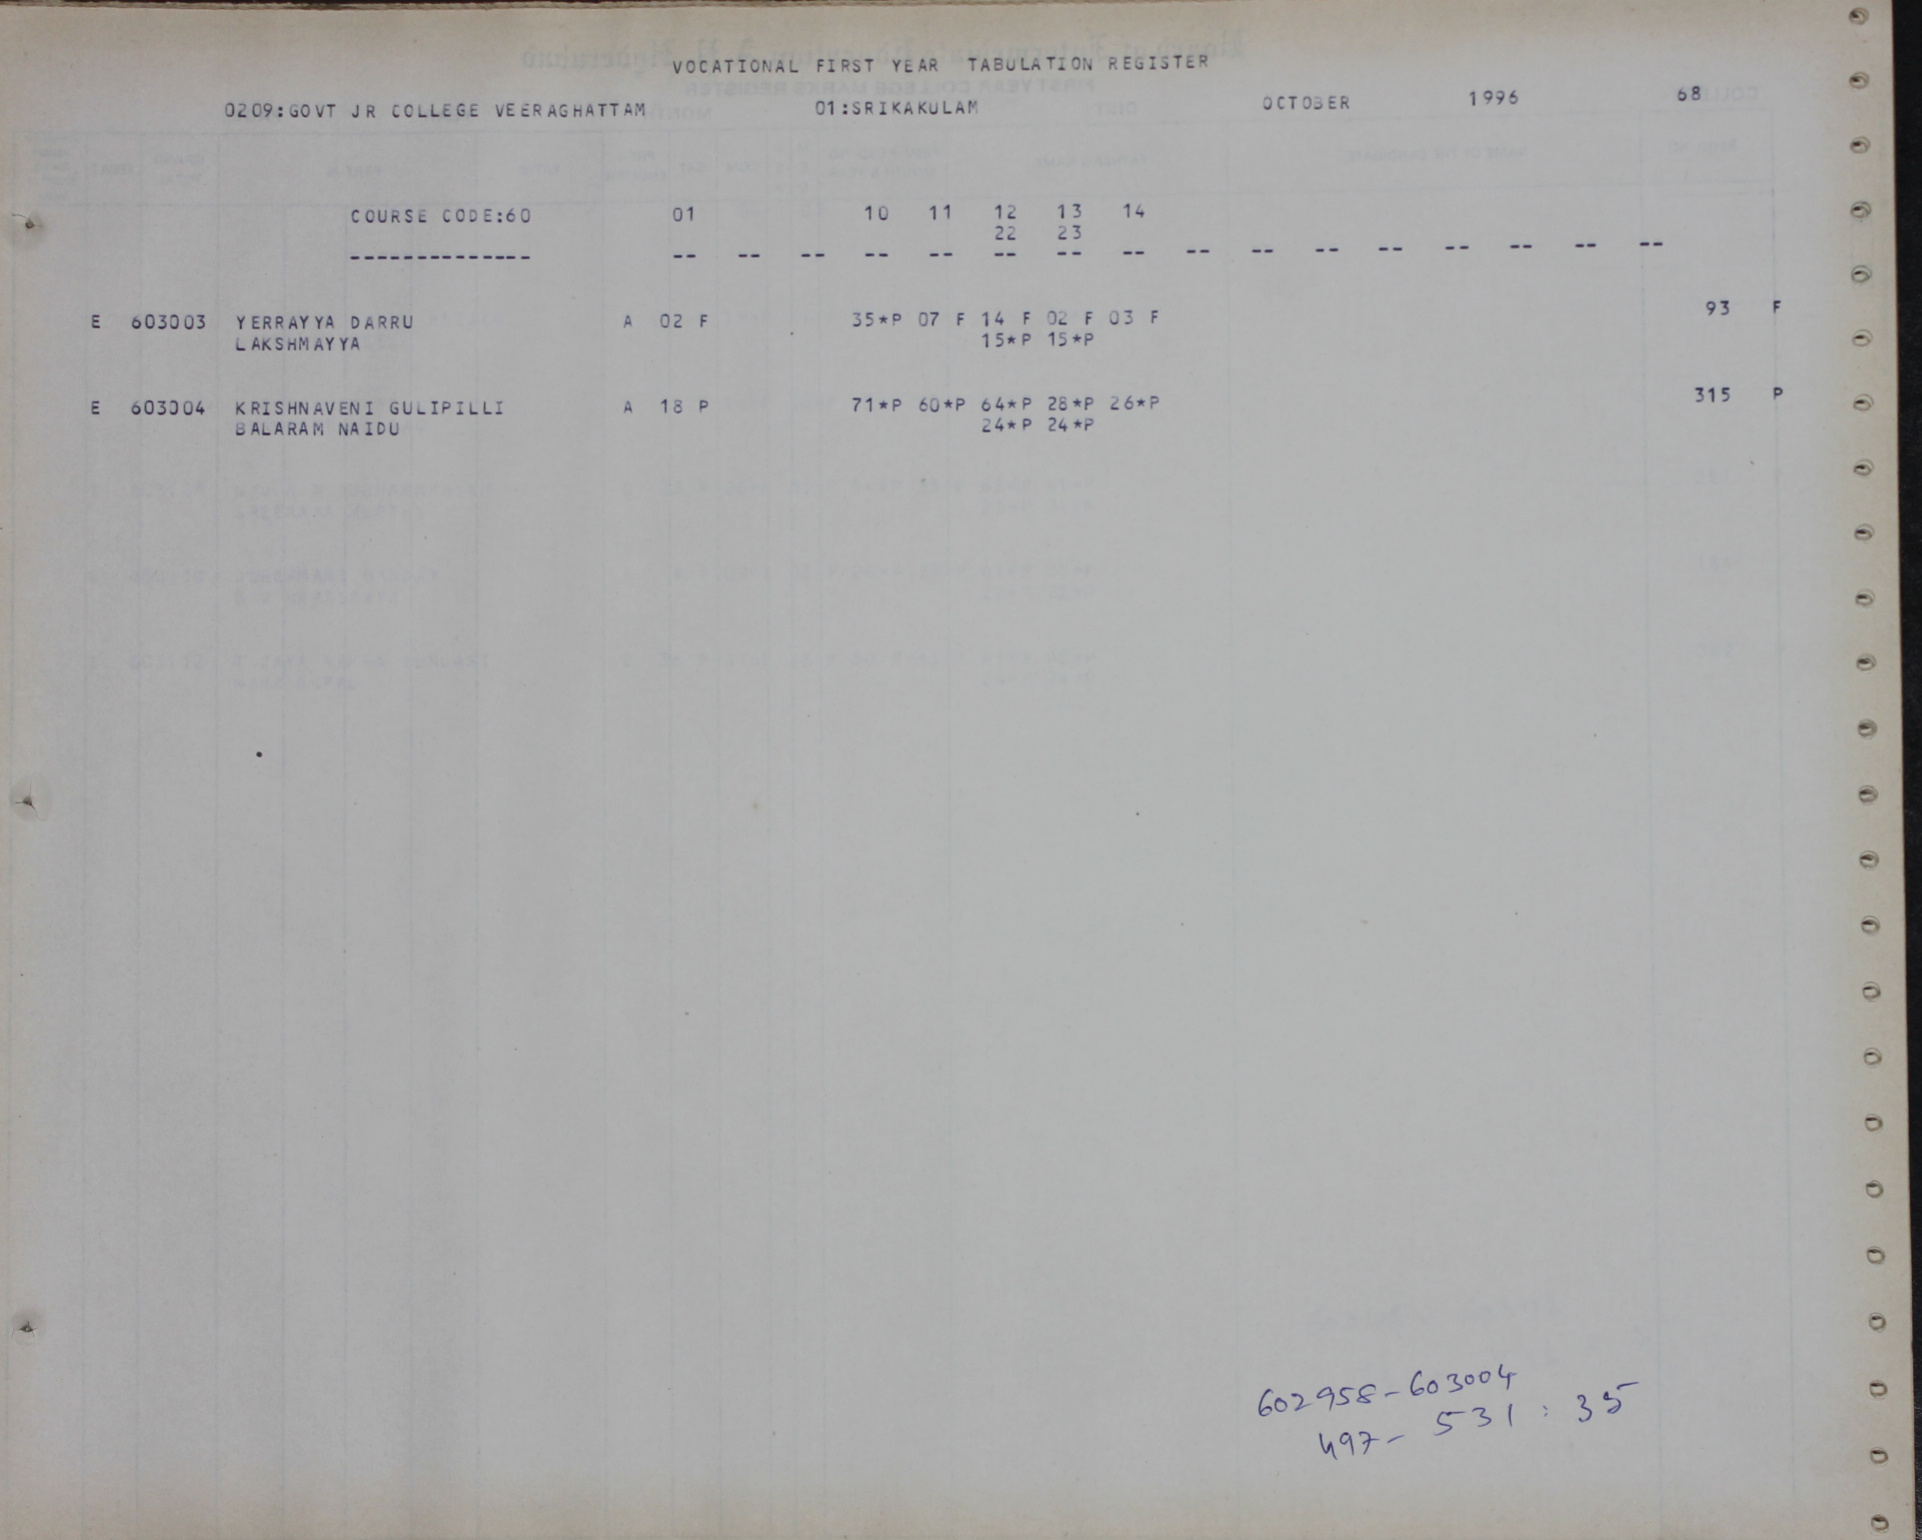 VOCATIONAL FIRST YEAR TABULATION REGISTER
0209:GOVT JR COLLEGE VEERAGHATTAM 01:SRIKAKULAM OCTOBER 1996 68
COURSE CODE:60 01 10 11 12 13 14
22 23
-------------- -- -- -- -- -- -- -- -- -- -- -- -- -- -- -- --
E 603003 YERRAYYA DARRU A 02 F 35*P 07 F 14 F 02 F 03 F 93 F
LAKSHMAYYA 15*P 15*P
E 603004 KRISHNAVENI GULIPILLI A 18 P 71*P 60*P 64*P 28*P 26*P 315 P
BALARAM NAIDU 24*P 24*P
602958-603004
497- 531 : 35